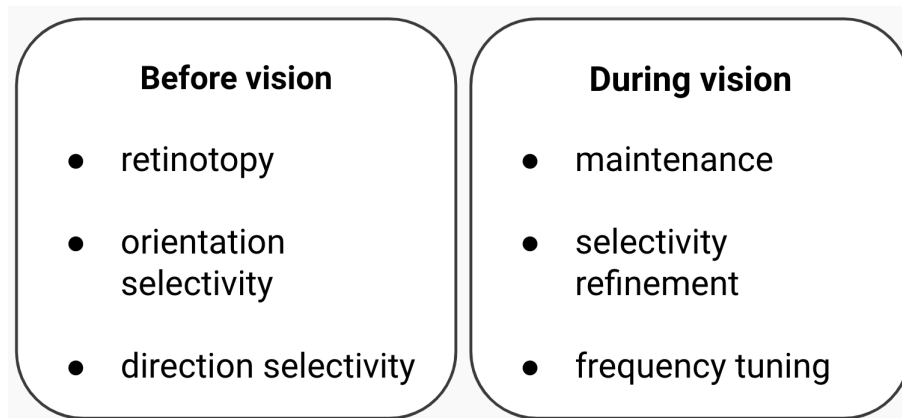 Before vision
● retinotopy
● orientation
selectivity
● direction selectivity
During vision
● maintenance
● selectivity
refinement
● frequency tuning